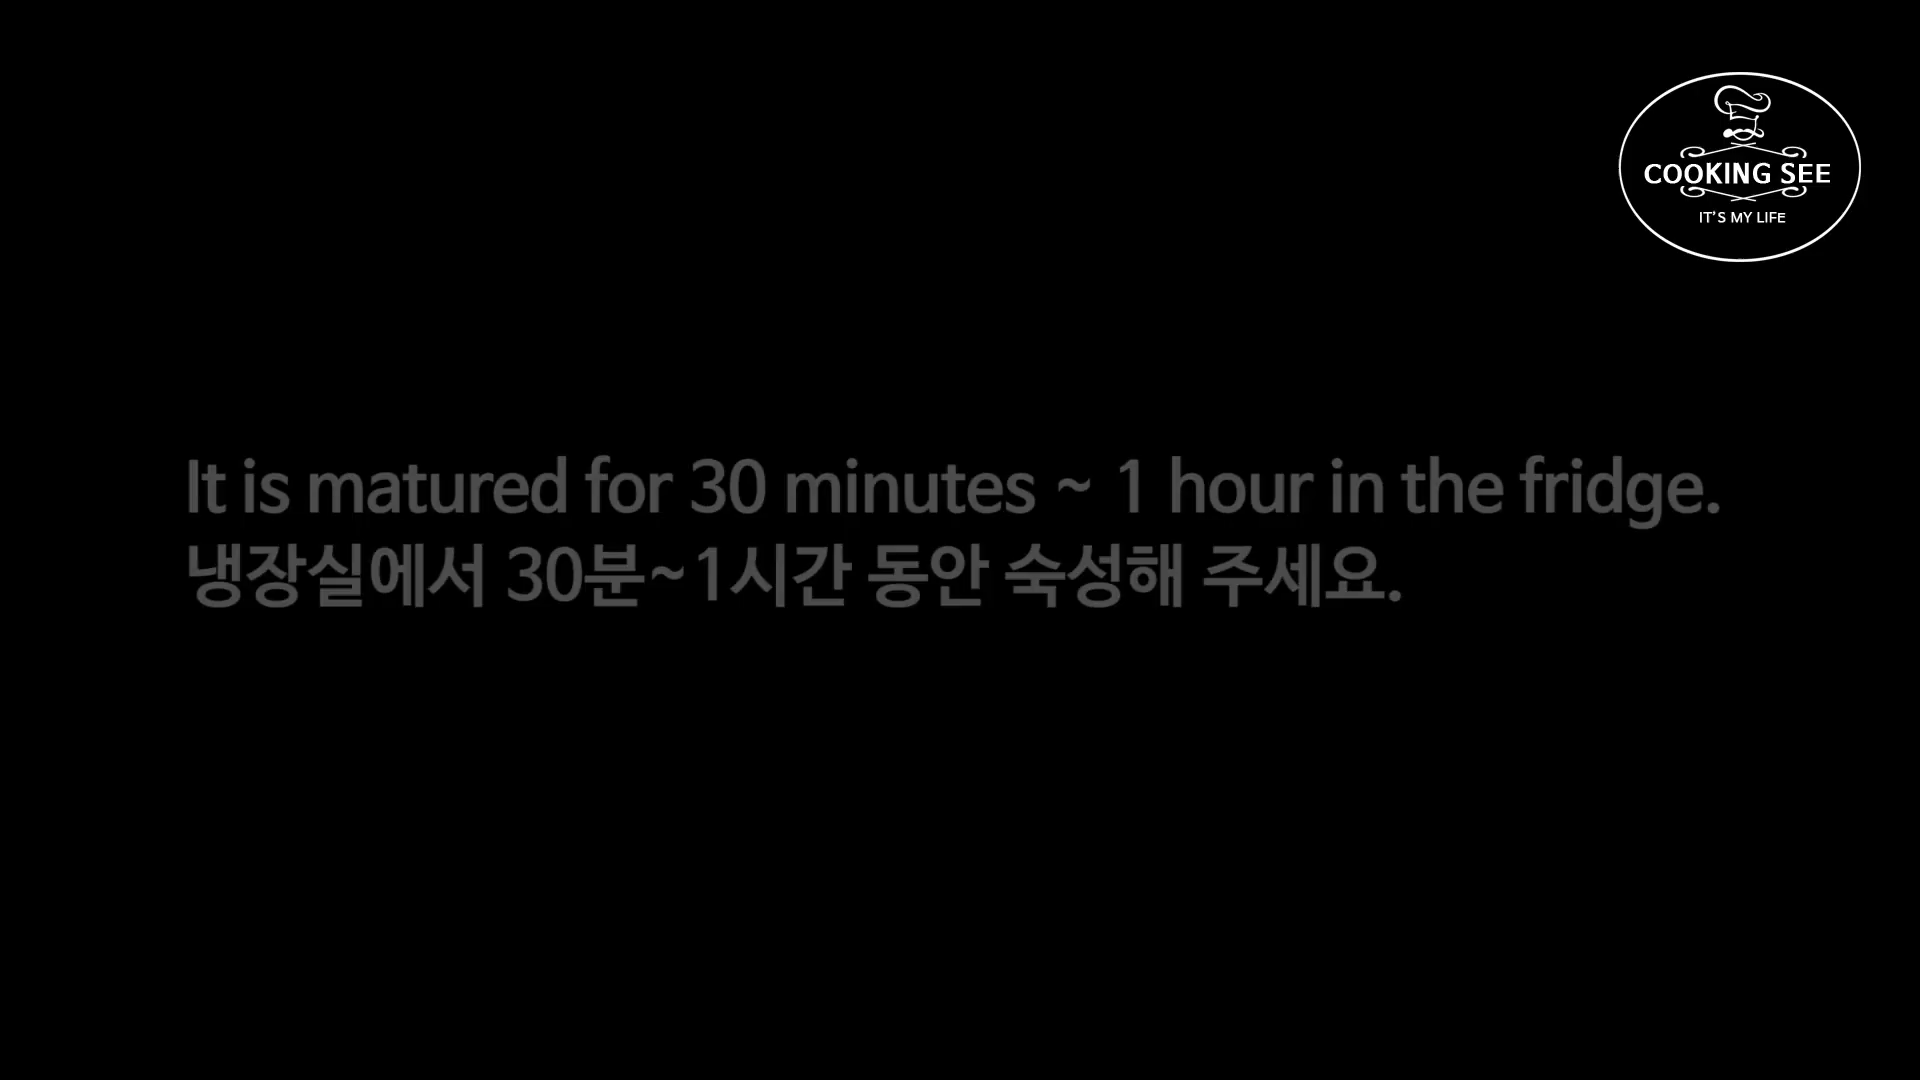 COOKING SEE
IT'S MY LIFE
It is matured for 30 minutes ~ 1 hour in the fridge.
냉장실에서 30분~1시간 동안 숙성해 주세요.